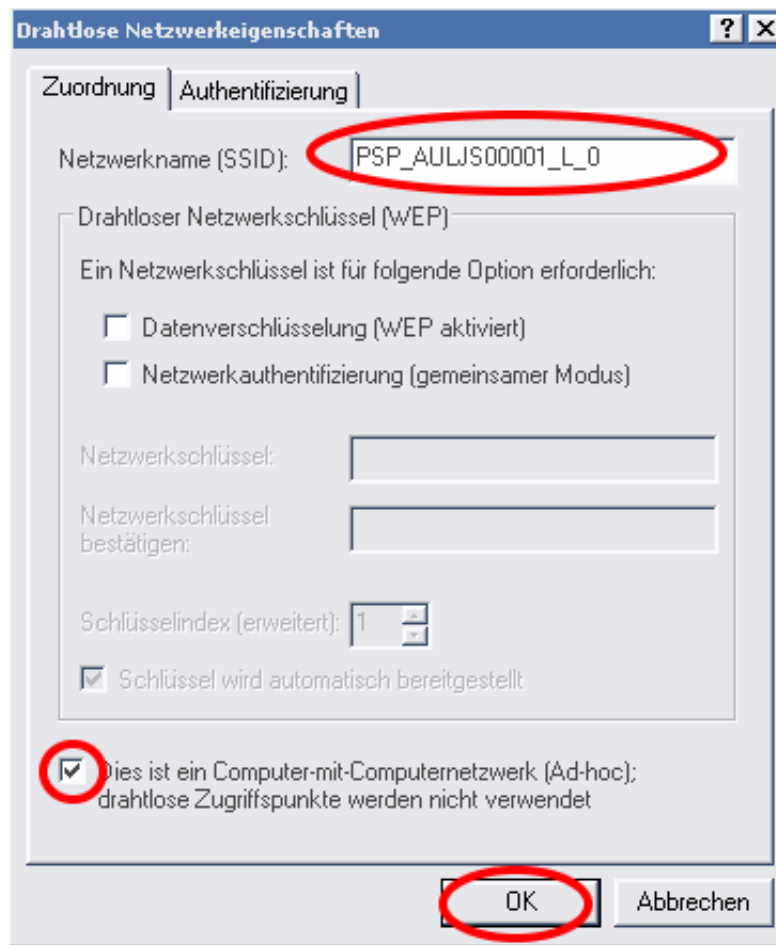 Drahtlose Netzwerkeigenschaften
Zuordnung Authentifizierung
Netzwerkname (SSID): PSP_AULJS00001_L_0
Drahtloser Netzwerkschlüssel (WEP)
Ein Netzwerkschlüssel ist für folgende Option erforderlich:
Datenverschlüsselung (WEP aktiviert)
Netzwerkauthentifizierung (gemeinsamer Modus)
Netzwerkschlüssel:
Netzwerkschlüssel
bestätigen:
Schlüsselindex (erweitert): 1
Schlüssel wird automatisch bereitgestellt
Dies ist ein Computer-mit-Computernetzwerk (Ad-hoc);
drahtlose Zugriffspunkte werden nicht verwendet
OK Abbrechen